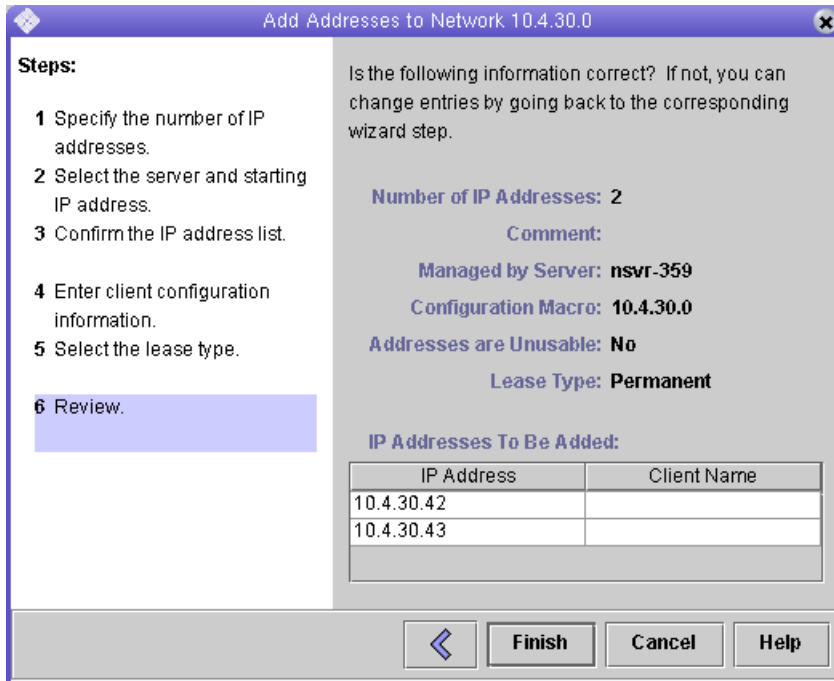 Add Addresses to Network 10.4.30.0
Steps:
1 Specify the number of IP
addresses.
2 Select the server and starting
IP address.
3 Confirm the IP address list.
4 Enter client configuration
information.
5 Select the lease type.
6 Review.
Is the following information correct? If not, you can
change entries by going back to the corresponding
wizard step.
Number of IP Addresses: 2
Comment:
Managed by Server: nsvr-359
Configuration Macro: 10.4.30.0
Addresses are Unusable: No
Lease Type: Permanent
IP Addresses To Be Added:
IP Address Client Name
10.4.30.42
10.4.30.43
Finish Cancel Help